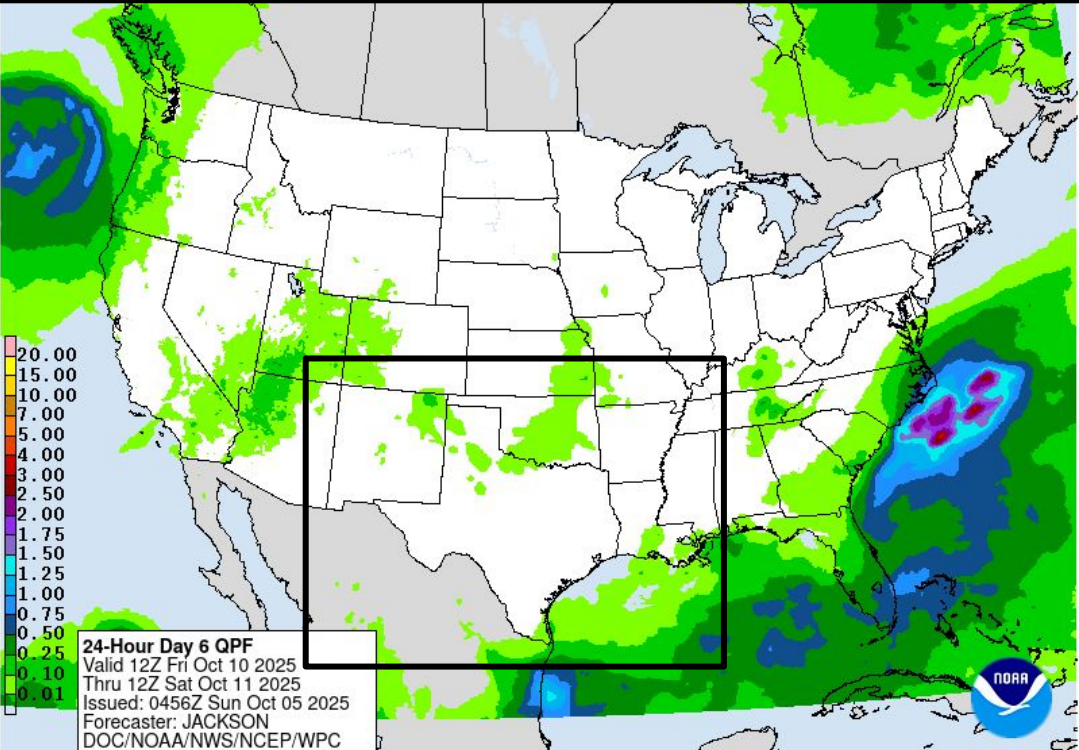 20.00
15.00
10.00
7.00
5.00
4.00
3.00
2.50
2.00
1.75
1.50
1.25
1.00
0.75
0.50
0.25
0.10
0.01
24-Hour Day 6 QPF
Valid 12Z Fri Oct 10 2025
Thru 12Z Sat Oct 11 2025
Issued: 0456Z Sun Oct 05 2025
Forecaster: JACKSON
DOC/NOAA/NWS/NCEP/WPC
NOAA